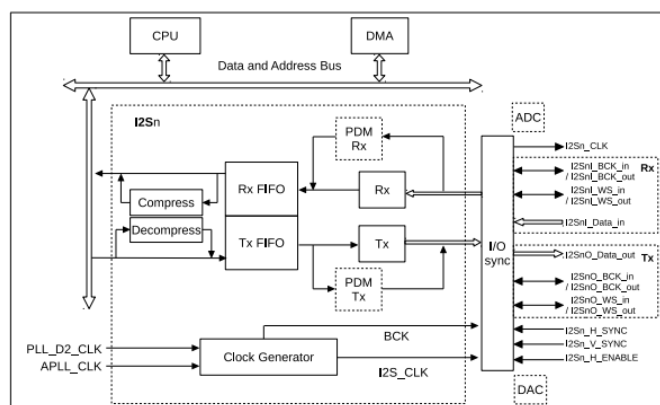 CPU
DMA
Data and Address Bus
I2Sn
ADC
PDM
Rx
I2Sn_CLK
I2SnI_BCK_in
/ I2SnI_BCK_out
Rx
I2SnI_WS_in
/ I2SnI_WS_out
Rx FIFO
Rx
Compress
I2SnI_Data_in
Decompress
Tx FIFO
Tx
I/O
sync
I2SnO_Data_out
Tx
PDM
Tx
I2SnO_BCK_in
/ I2SnO_BCK_out
I2SnO_WS_in
/ I2SnO_WS_out
BCK
I2Sn_H_SYNC
PLL_D2_CLK
Clock Generator
I2Sn_V_SYNC
APLL_CLK
I2S_CLK
I2Sn_H_ENABLE
DAC